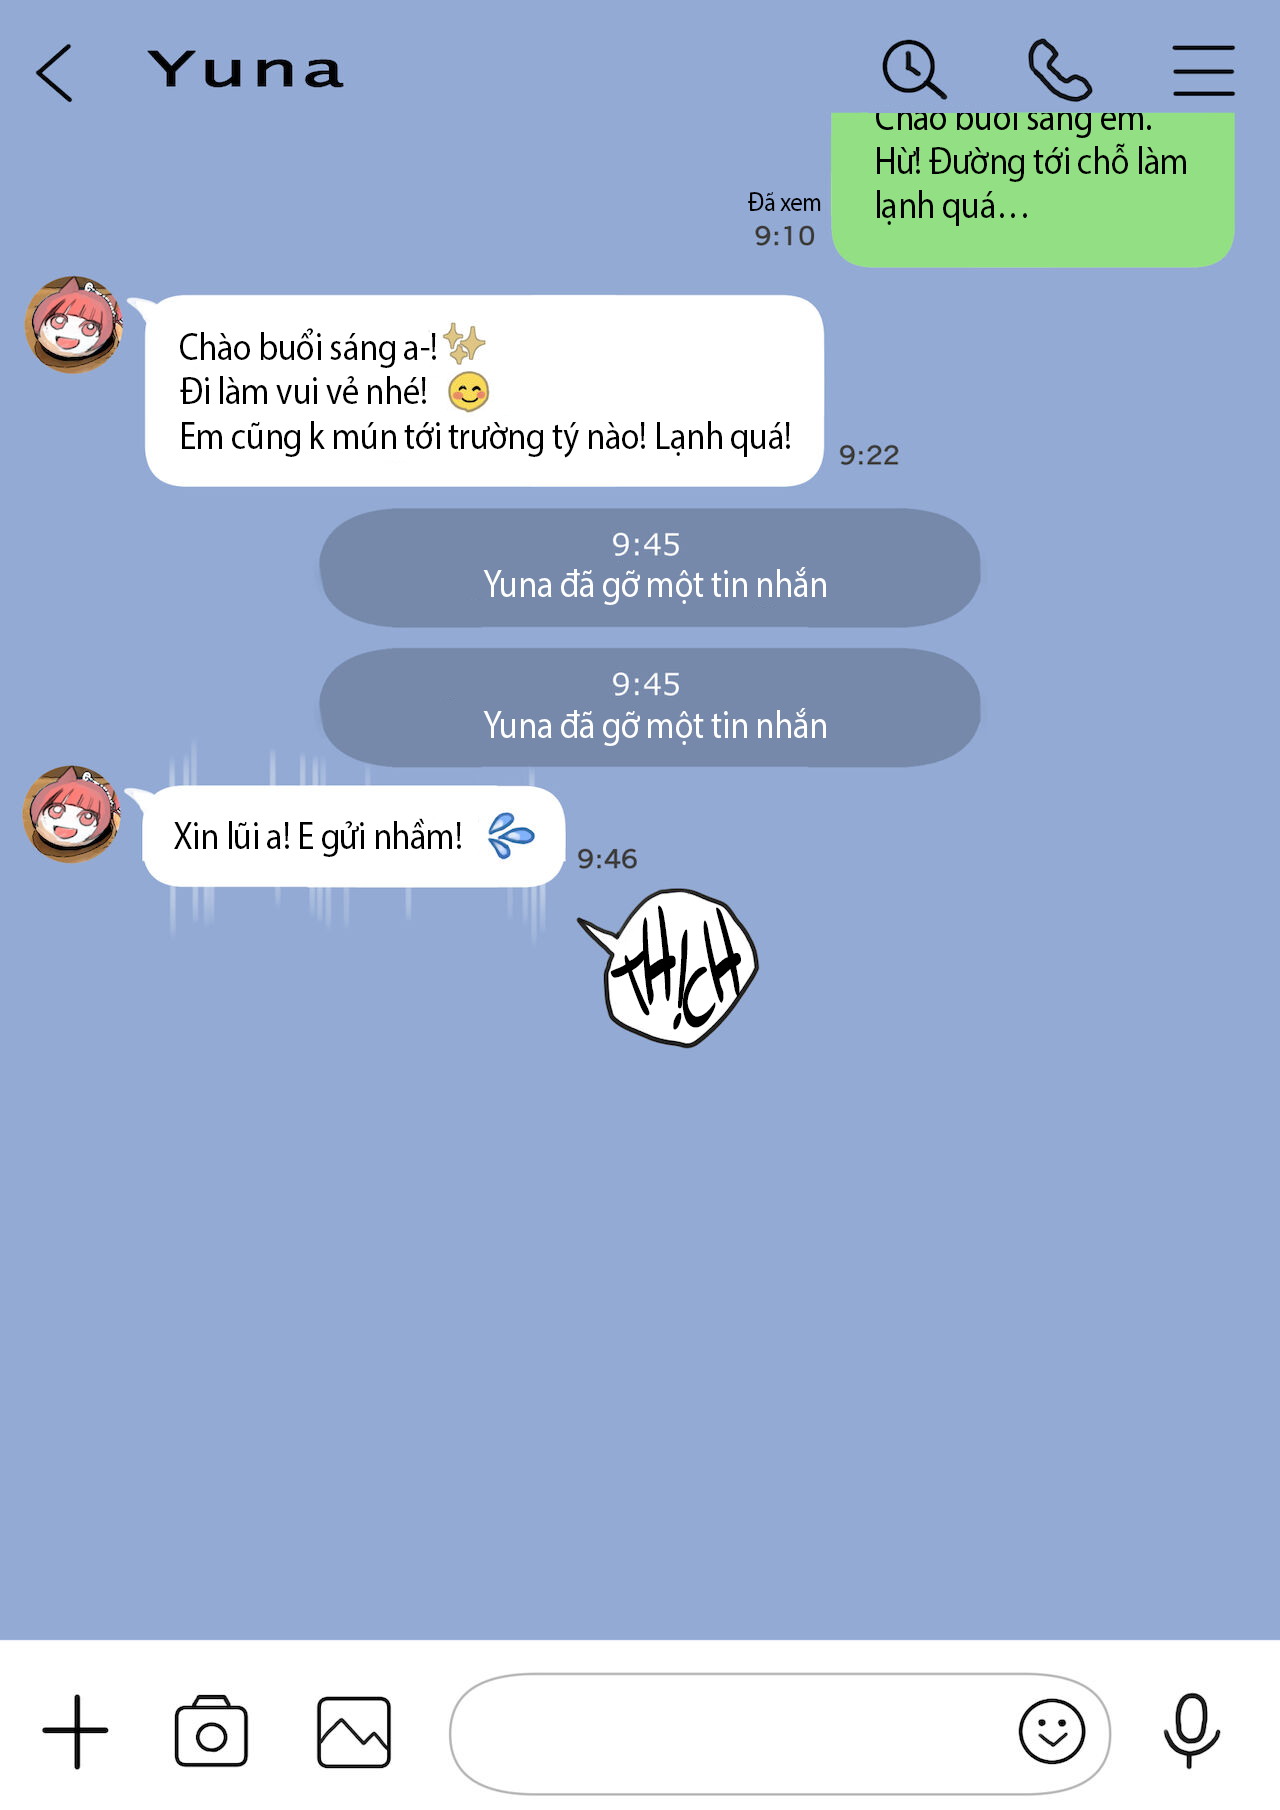 Yuna
Chào buổi sáng em.
Hừ! Đường tới chỗ làm
lạnh quá...
Đã xem
9:10
Chào buổi sáng a-!
Đi làm vui vẻ nhé!
Em cũng k mún tới trường tý nào! Lạnh quá!
9:22
9:45
Yuna đã gỡ một tin nhắn
9:45
Yuna đã gỡ một tin nhắn
Xin lũi a! E gửi nhầm!
9:46
THỊCH